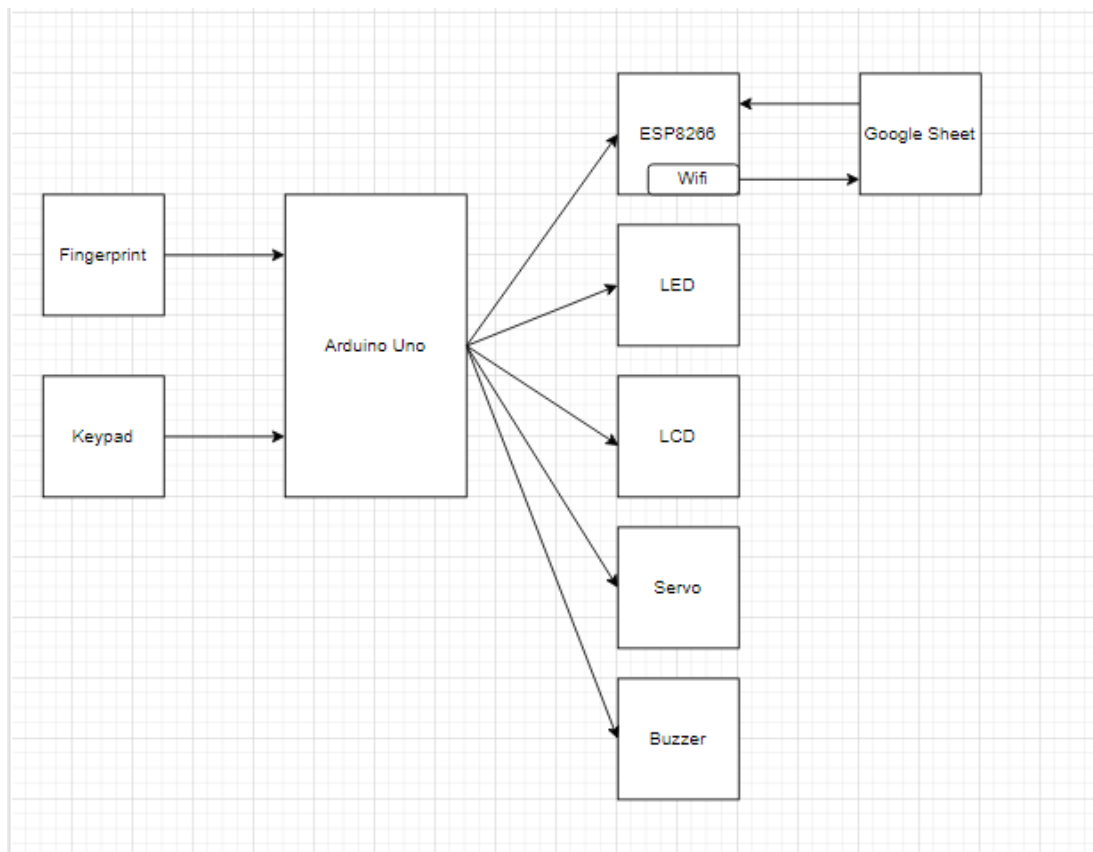 ESP8266
Google Sheet
Wifi
Fingerprint
LED
Arduino Uno
Keypad
LCD
Servo
Buzzer